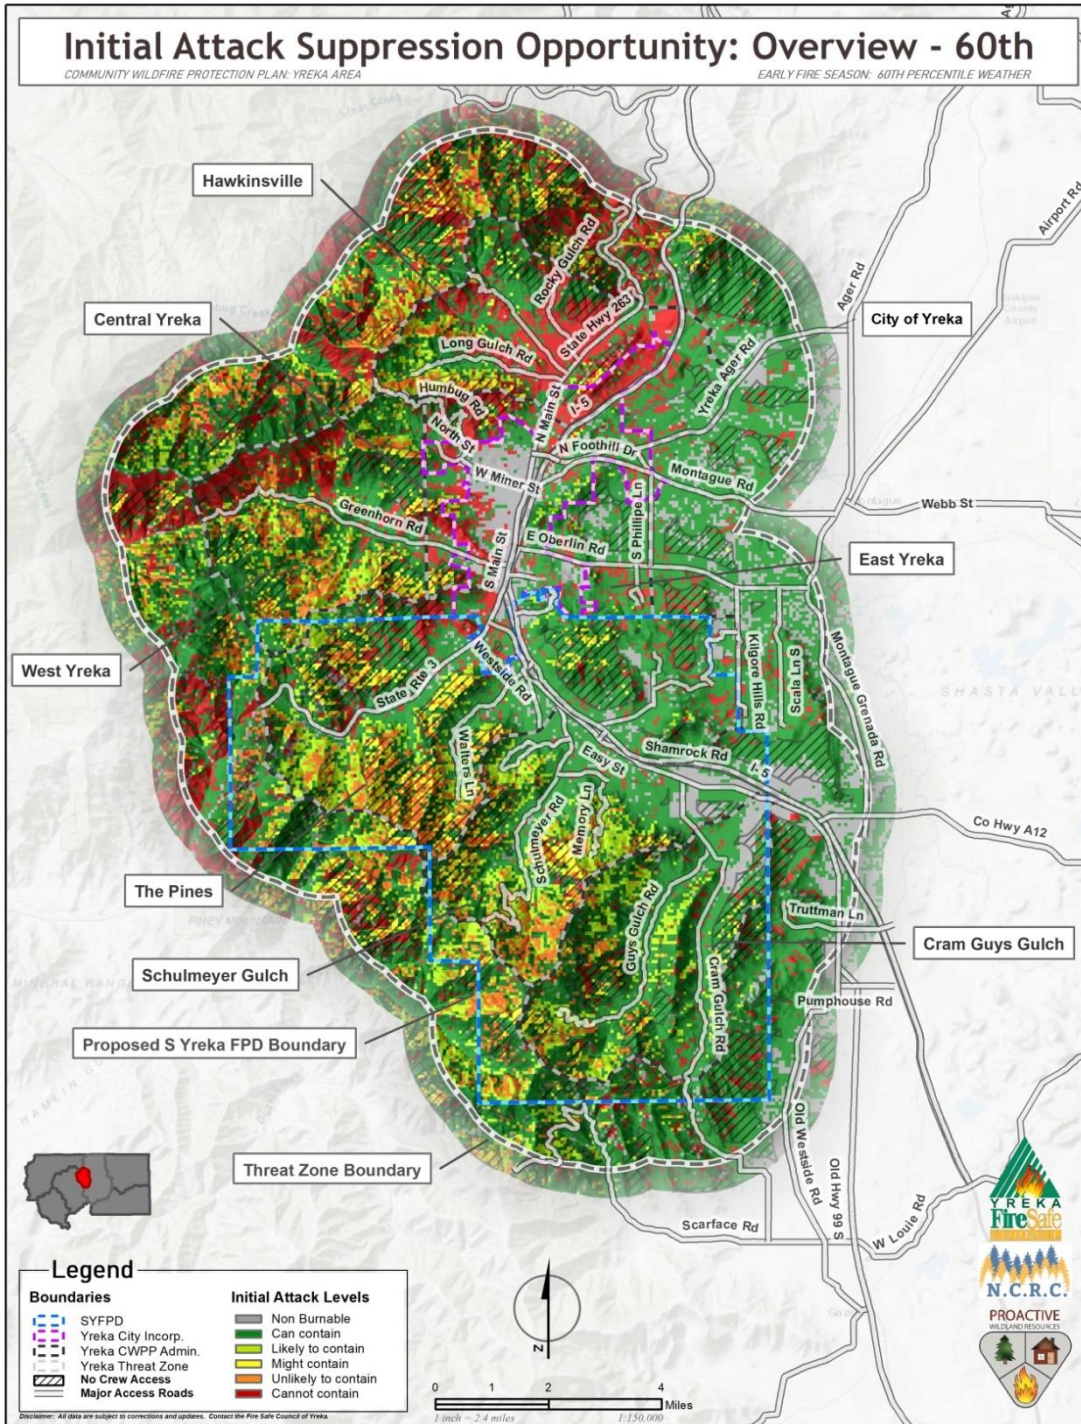 Initial Attack Suppression Opportunity: Overview - 60th
COMMUNITY WILDFIRE PROTECTION PLAN: YREKA AREA
EARLY FIRE SEASON: 60TH PERCENTILE WEATHER
Hawkinsville
Airport Rd
Rocky Gulch Rd
Ager Rd
Central Yreka
State Hwy 263
City of Yreka
Long Gulch Rd
Yreka Ager Rd
Humbug Rd
N Main St
I-5
North St
N Foothill Dr
W Miner St
Montague Rd
Webb St
Greenhorn Rd
S Phillipe Ln
E Oberlin Rd
S Main St
East Yreka
West Yreka
Westside Rd
State Rte 3
Kilgore Hills Rd
Scala Ln S
Montague Grenada Rd
SHASTA VALL
Walters Ln
Easy St
Shamrock Rd
I-5
Schulmeyer Rd
Memory Ln
Co Hwy A12
The Pines
Guys Gulch Rd
Truttman Ln
Cram Guys Gulch
Schulmeyer Gulch
Cram Gulch Rd
MINERAL RANG
Pumphouse Rd
Proposed S Yreka FPD Boundary
HAMLIN G
Old Westside Rd
Threat Zone Boundary
Old Hwy 99 S
Scarface Rd
W Louie Rd
YREKA
FireSafe
N.C.R.C.
PROACTIVE
WILDLAND RESOURCES
Legend
Boundaries
SYFPD
Yreka City Incorp.
Yreka CWPP Admin.
Yreka Threat Zone
No Crew Access
Major Access Roads
Initial Attack Levels
Non Burnable
Can contain
Likely to contain
Might contain
Unlikely to contain
Cannot contain
N
0 1 2 4
Miles
1 inch = 2.4 miles
1:150,000
Disclaimer: All data are subject to corrections and updates. Contact the Fire Safe Council of Yreka.